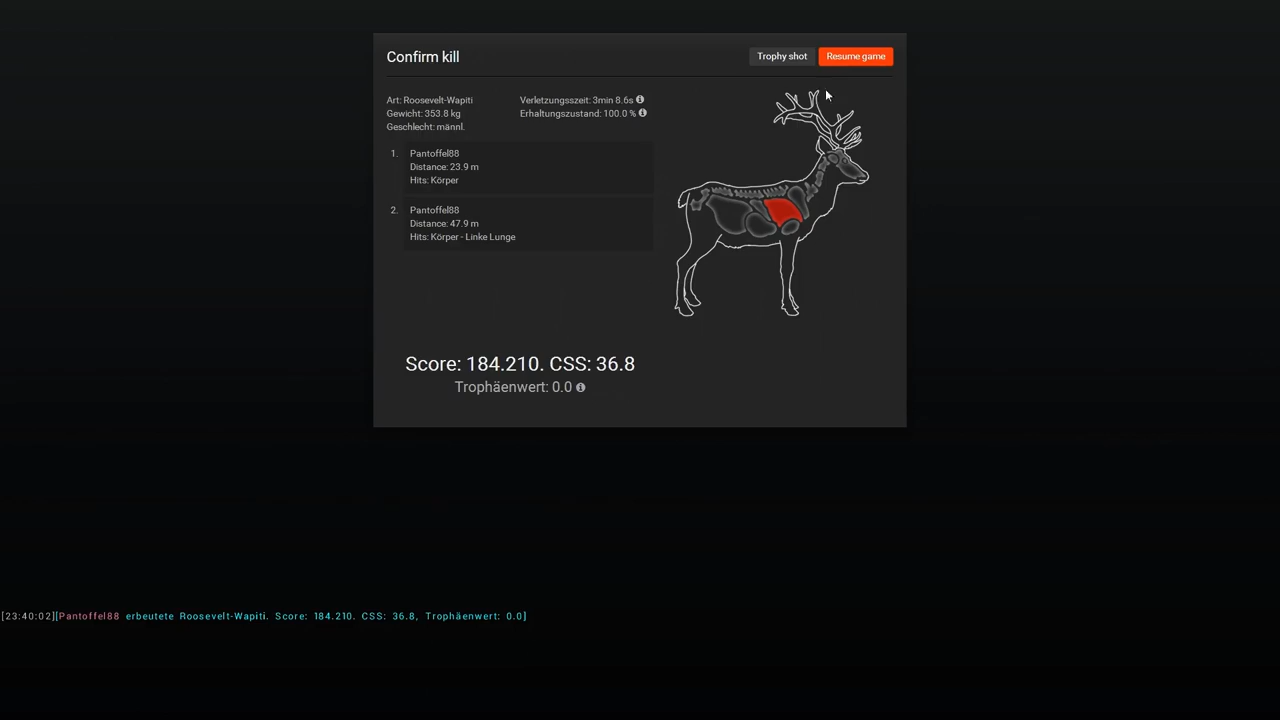 Confirm kill
Trophy shot
Resume game
Art: Roosevelt-Wapiti
Gewicht: 353.8 kg
Geschlecht: männl.
Verletzungszeit: 3min 8.6s
Erhaltungszustand: 100.0 %
1. Pantoffel88
Distance: 23.9 m
Hits: Körper
2. Pantoffel88
Distance: 47.9 m
Hits: Körper - Linke Lunge
Score: 184.210. CSS: 36.8
Trophäenwert: 0.0
[23:40:02][Pantoffel88 erbeutete Roosevelt-Wapiti. Score: 184.210. CSS: 36.8, Trophäenwert: 0.0]